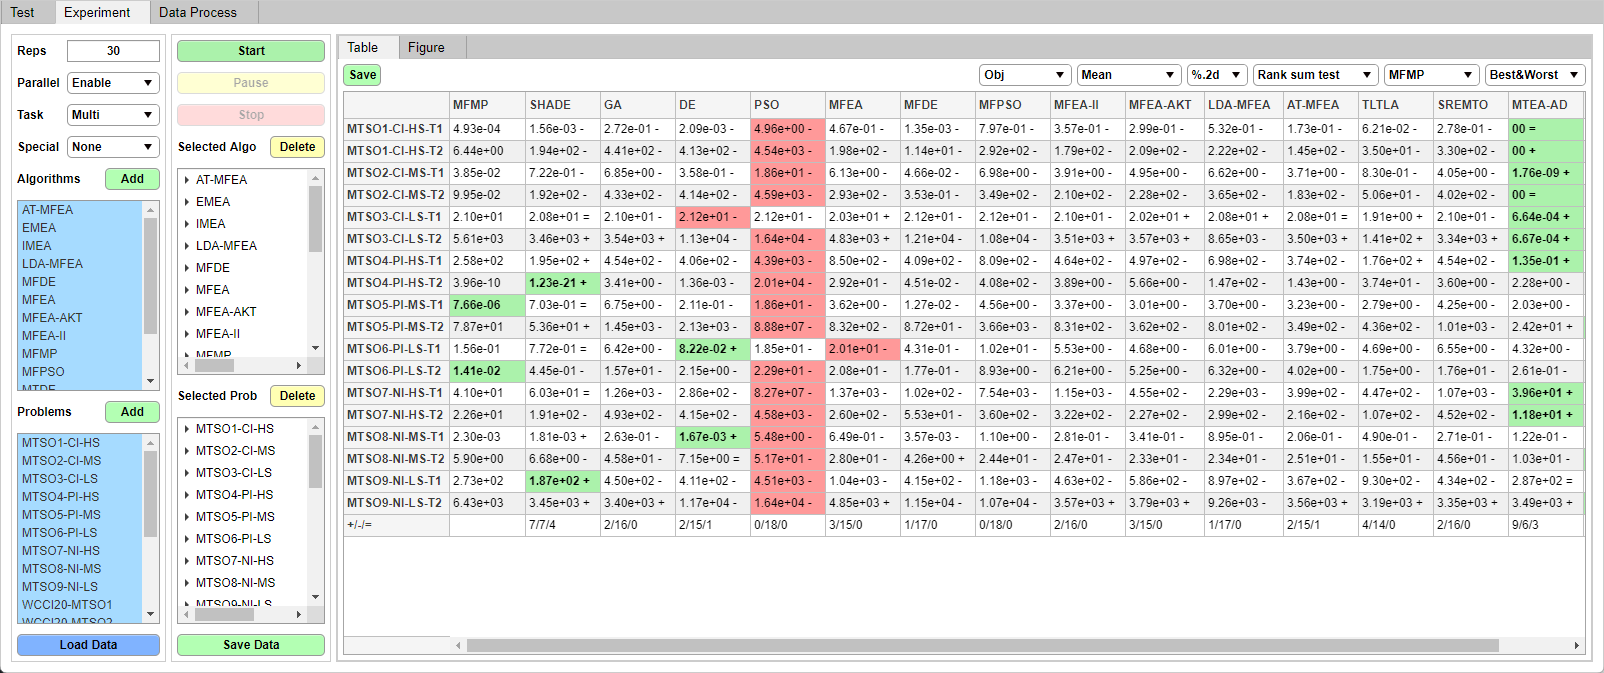 Test Experiment Data Process
Reps 30
Parallel Enable
Task Multi
Special None
Algorithms Add
AT-MFEA
EMEA
IMEA
LDA-MFEA
MFDE
MFEA
MFEA-AKT
MFEA-II
MFMP
MFPSO
MTDE
Problems Add
MTSO1-CI-HS
MTSO2-CI-MS
MTSO3-CI-LS
MTSO4-PI-HS
MTSO5-PI-MS
MTSO6-PI-LS
MTSO7-NI-HS
MTSO8-NI-MS
MTSO9-NI-LS
WCCI20-MTSO1
WCCI20-MTSO2
Load Data
Start
Pause
Stop
Selected Algo Delete
AT-MFEA
EMEA
IMEA
LDA-MFEA
MFDE
MFEA
MFEA-AKT
MFEA-II
MFMP
Selected Prob Delete
MTSO1-CI-HS
MTSO2-CI-MS
MTSO3-CI-LS
MTSO4-PI-HS
MTSO5-PI-MS
MTSO6-PI-LS
MTSO7-NI-HS
MTSO8-NI-MS
MTSO9-NI-LS
Save Data
Table Figure
Save Obj Mean %.2d Rank sum test MFMP Best&Worst
MFMP SHADE GA DE PSO MFEA MFDE MFPSO MFEA-II MFEA-AKT LDA-MFEA AT-MFEA TLTLA SREMTO MTEA-AD
MTSO1-CI-HS-T1 4.93e-04 1.56e-03 - 2.72e-01 - 2.09e-03 - 4.96e+00 - 4.67e-01 - 1.35e-03 - 7.97e-01 - 3.57e-01 - 2.99e-01 - 5.32e-01 - 1.73e-01 - 6.21e-02 - 2.78e-01 - 00 =
MTSO1-CI-HS-T2 6.44e+00 1.94e+02 - 4.41e+02 - 4.13e+02 - 4.54e+03 - 1.98e+02 - 1.14e+01 - 2.92e+02 - 1.79e+02 - 2.09e+02 - 2.22e+02 - 1.45e+02 - 3.50e+01 - 3.30e+02 - 00 +
MTSO2-CI-MS-T1 3.85e-02 7.22e-01 - 6.85e+00 - 3.58e-01 - 1.86e+01 - 6.13e+00 - 4.66e-02 - 6.98e+00 - 3.91e+00 - 4.95e+00 - 6.62e+00 - 3.71e+00 - 8.30e-01 - 4.05e+00 - 1.76e-09 +
MTSO2-CI-MS-T2 9.95e-02 1.92e+02 - 4.33e+02 - 4.14e+02 - 4.59e+03 - 2.93e+02 - 3.53e-01 - 3.49e+02 - 2.10e+02 - 2.28e+02 - 3.65e+02 - 1.83e+02 - 5.06e+01 - 4.02e+02 - 00 =
MTSO3-CI-LS-T1 2.10e+01 2.08e+01 = 2.10e+01 - 2.12e+01 - 2.12e+01 - 2.03e+01 + 2.12e+01 - 2.12e+01 - 2.10e+01 - 2.02e+01 + 2.08e+01 + 2.08e+01 = 1.91e+00 + 2.10e+01 - 6.64e-04 +
MTSO3-CI-LS-T2 5.61e+03 3.46e+03 + 3.54e+03 + 1.13e+04 - 1.64e+04 - 4.83e+03 + 1.21e+04 - 1.08e+04 - 3.51e+03 + 3.57e+03 + 8.65e+03 - 3.50e+03 + 1.41e+02 + 3.34e+03 + 6.67e-04 +
MTSO4-PI-HS-T1 2.58e+02 1.95e+02 + 4.54e+02 - 4.06e+02 - 4.39e+03 - 8.50e+02 - 4.09e+02 - 8.09e+02 - 4.64e+02 - 4.97e+02 - 6.98e+02 - 3.74e+02 - 1.76e+02 + 4.54e+02 - 1.35e-01 +
MTSO4-PI-HS-T2 3.96e-10 1.23e-21 + 3.41e+00 - 1.36e-03 - 2.01e+04 - 2.92e+01 - 4.51e-02 - 4.08e+02 - 3.89e+00 - 5.66e+00 - 1.47e+02 - 1.43e+00 - 3.74e+01 - 3.60e+00 - 2.28e+00 -
MTSO5-PI-MS-T1 7.66e-06 7.03e-01 = 6.75e+00 - 2.11e-01 - 1.86e+01 - 3.62e+00 - 1.27e-02 - 4.56e+00 - 3.37e+00 - 3.01e+00 - 3.70e+00 - 3.23e+00 - 2.79e-01 - 4.25e+00 - 2.03e+00 -
MTSO5-PI-MS-T2 7.87e+01 5.36e+01 + 1.45e+03 - 2.13e+03 - 8.88e+07 - 8.32e+02 - 8.72e+01 - 3.66e+03 - 8.31e+02 - 3.62e+02 - 8.01e+02 - 3.49e+02 - 4.36e+02 - 1.01e+03 - 2.42e+01 +
MTSO6-PI-LS-T1 1.56e-01 7.72e-01 = 6.42e+00 - 8.22e-02 + 1.85e+01 - 2.01e+01 - 4.31e-01 - 1.02e+01 - 5.53e+00 - 4.68e+00 - 6.01e+00 - 3.79e+00 - 4.69e+00 - 6.55e+00 - 4.32e+00 -
MTSO6-PI-LS-T2 1.41e-02 4.45e-01 - 1.57e+01 - 2.15e+00 - 2.29e+01 - 2.08e+01 - 1.77e-01 - 8.93e+00 - 6.21e+00 - 5.25e+00 - 6.32e+00 - 4.02e+00 - 1.75e+00 - 1.76e+01 - 2.61e-01 -
MTSO7-NI-HS-T1 4.10e+01 6.03e+01 = 1.26e+03 - 2.86e+02 - 8.27e+07 - 1.37e+03 - 1.02e+02 - 7.54e+03 - 1.15e+03 - 4.55e+02 - 2.29e+03 - 3.99e+02 - 4.47e+02 - 1.07e+03 - 3.96e+01 +
MTSO7-NI-HS-T2 2.26e+01 1.91e+02 - 4.93e+02 - 4.15e+02 - 4.58e+03 - 2.60e+02 - 5.53e+01 - 3.60e+02 - 3.22e+02 - 2.27e+02 - 2.99e+02 - 2.16e+02 - 1.07e+02 - 4.52e+02 - 1.18e+01 +
MTSO8-NI-MS-T1 2.30e-03 1.81e-03 + 2.63e-01 - 1.67e-03 + 5.48e+00 - 6.49e-01 - 3.57e-03 - 1.10e+00 - 2.81e-01 - 3.41e-01 - 8.95e-01 - 2.06e-01 - 4.90e-01 - 2.71e-01 - 1.22e-01 -
MTSO8-NI-MS-T2 5.90e+00 6.68e+00 - 4.58e+01 - 7.15e+00 = 5.17e+01 - 2.80e+01 - 4.26e+00 + 2.44e+01 - 2.47e+01 - 2.33e+01 - 2.34e+01 - 2.51e+01 - 1.55e+01 - 4.56e+01 - 1.03e+01 -
MTSO9-NI-LS-T1 2.73e+02 1.87e+02 + 4.50e+02 - 4.11e+02 - 4.51e+03 - 1.04e+03 - 4.15e+02 - 1.18e+03 - 4.63e+02 - 5.86e+02 - 8.97e+02 - 3.67e+02 - 9.30e+02 - 4.34e+02 - 2.87e+02 =
MTSO9-NI-LS-T2 6.43e+03 3.45e+03 + 3.40e+03 + 1.17e+04 - 1.64e+04 - 4.85e+03 + 1.15e+04 - 1.07e+04 - 3.57e+03 + 3.79e+03 + 9.26e+03 - 3.56e+03 + 3.19e+03 + 3.35e+03 + 3.49e+03 +
+/-/= 7/7/4 2/16/0 2/15/1 0/18/0 3/15/0 1/17/0 0/18/0 2/16/0 3/15/0 1/17/0 2/15/1 4/14/0 2/16/0 9/6/3